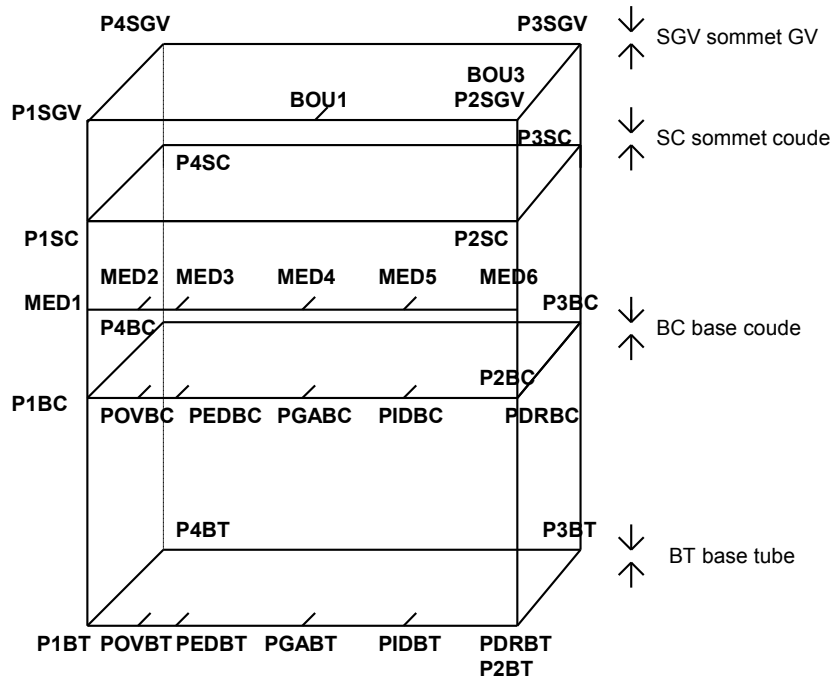 P4SGV P3SGV
SGV sommet GV
BOU3
P1SGV BOU1 P2SGV
P3SC SC sommet coude
P4SC
P1SC P2SC
MED2 MED3 MED4 MED5 MED6
MED1 P3BC
P4BC BC base coude
P2BC
P1BC POVBC PEDBC PGABC PIDBC PDRBC
P4BT P3BT
BT base tube
P1BT POVBT PEDBT PGABT PIDBT PDRBT
P2BT